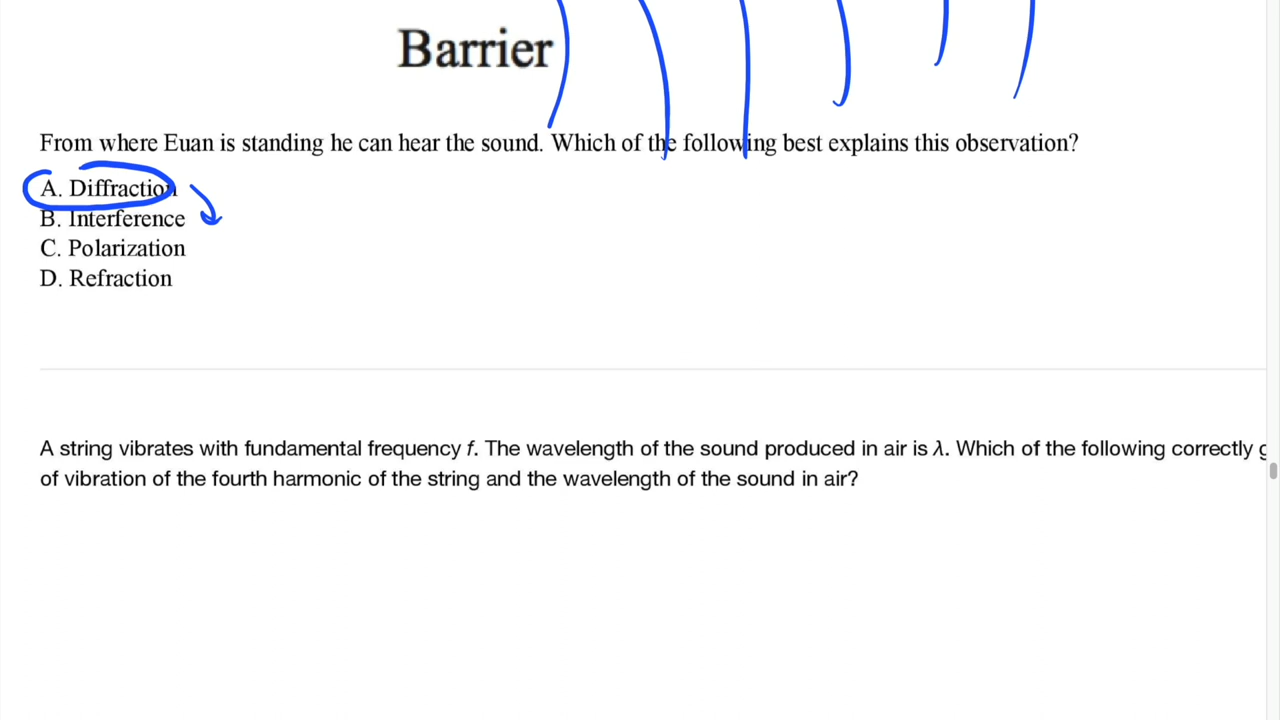 Barrier
From where Euan is standing he can hear the sound. Which of the following best explains this observation?
A. Diffraction
B. Interference
C. Polarization
D. Refraction
A string vibrates with fundamental frequency f. The wavelength of the sound produced in air is λ. Which of the following correctly
of vibration of the fourth harmonic of the string and the wavelength of the sound in air?